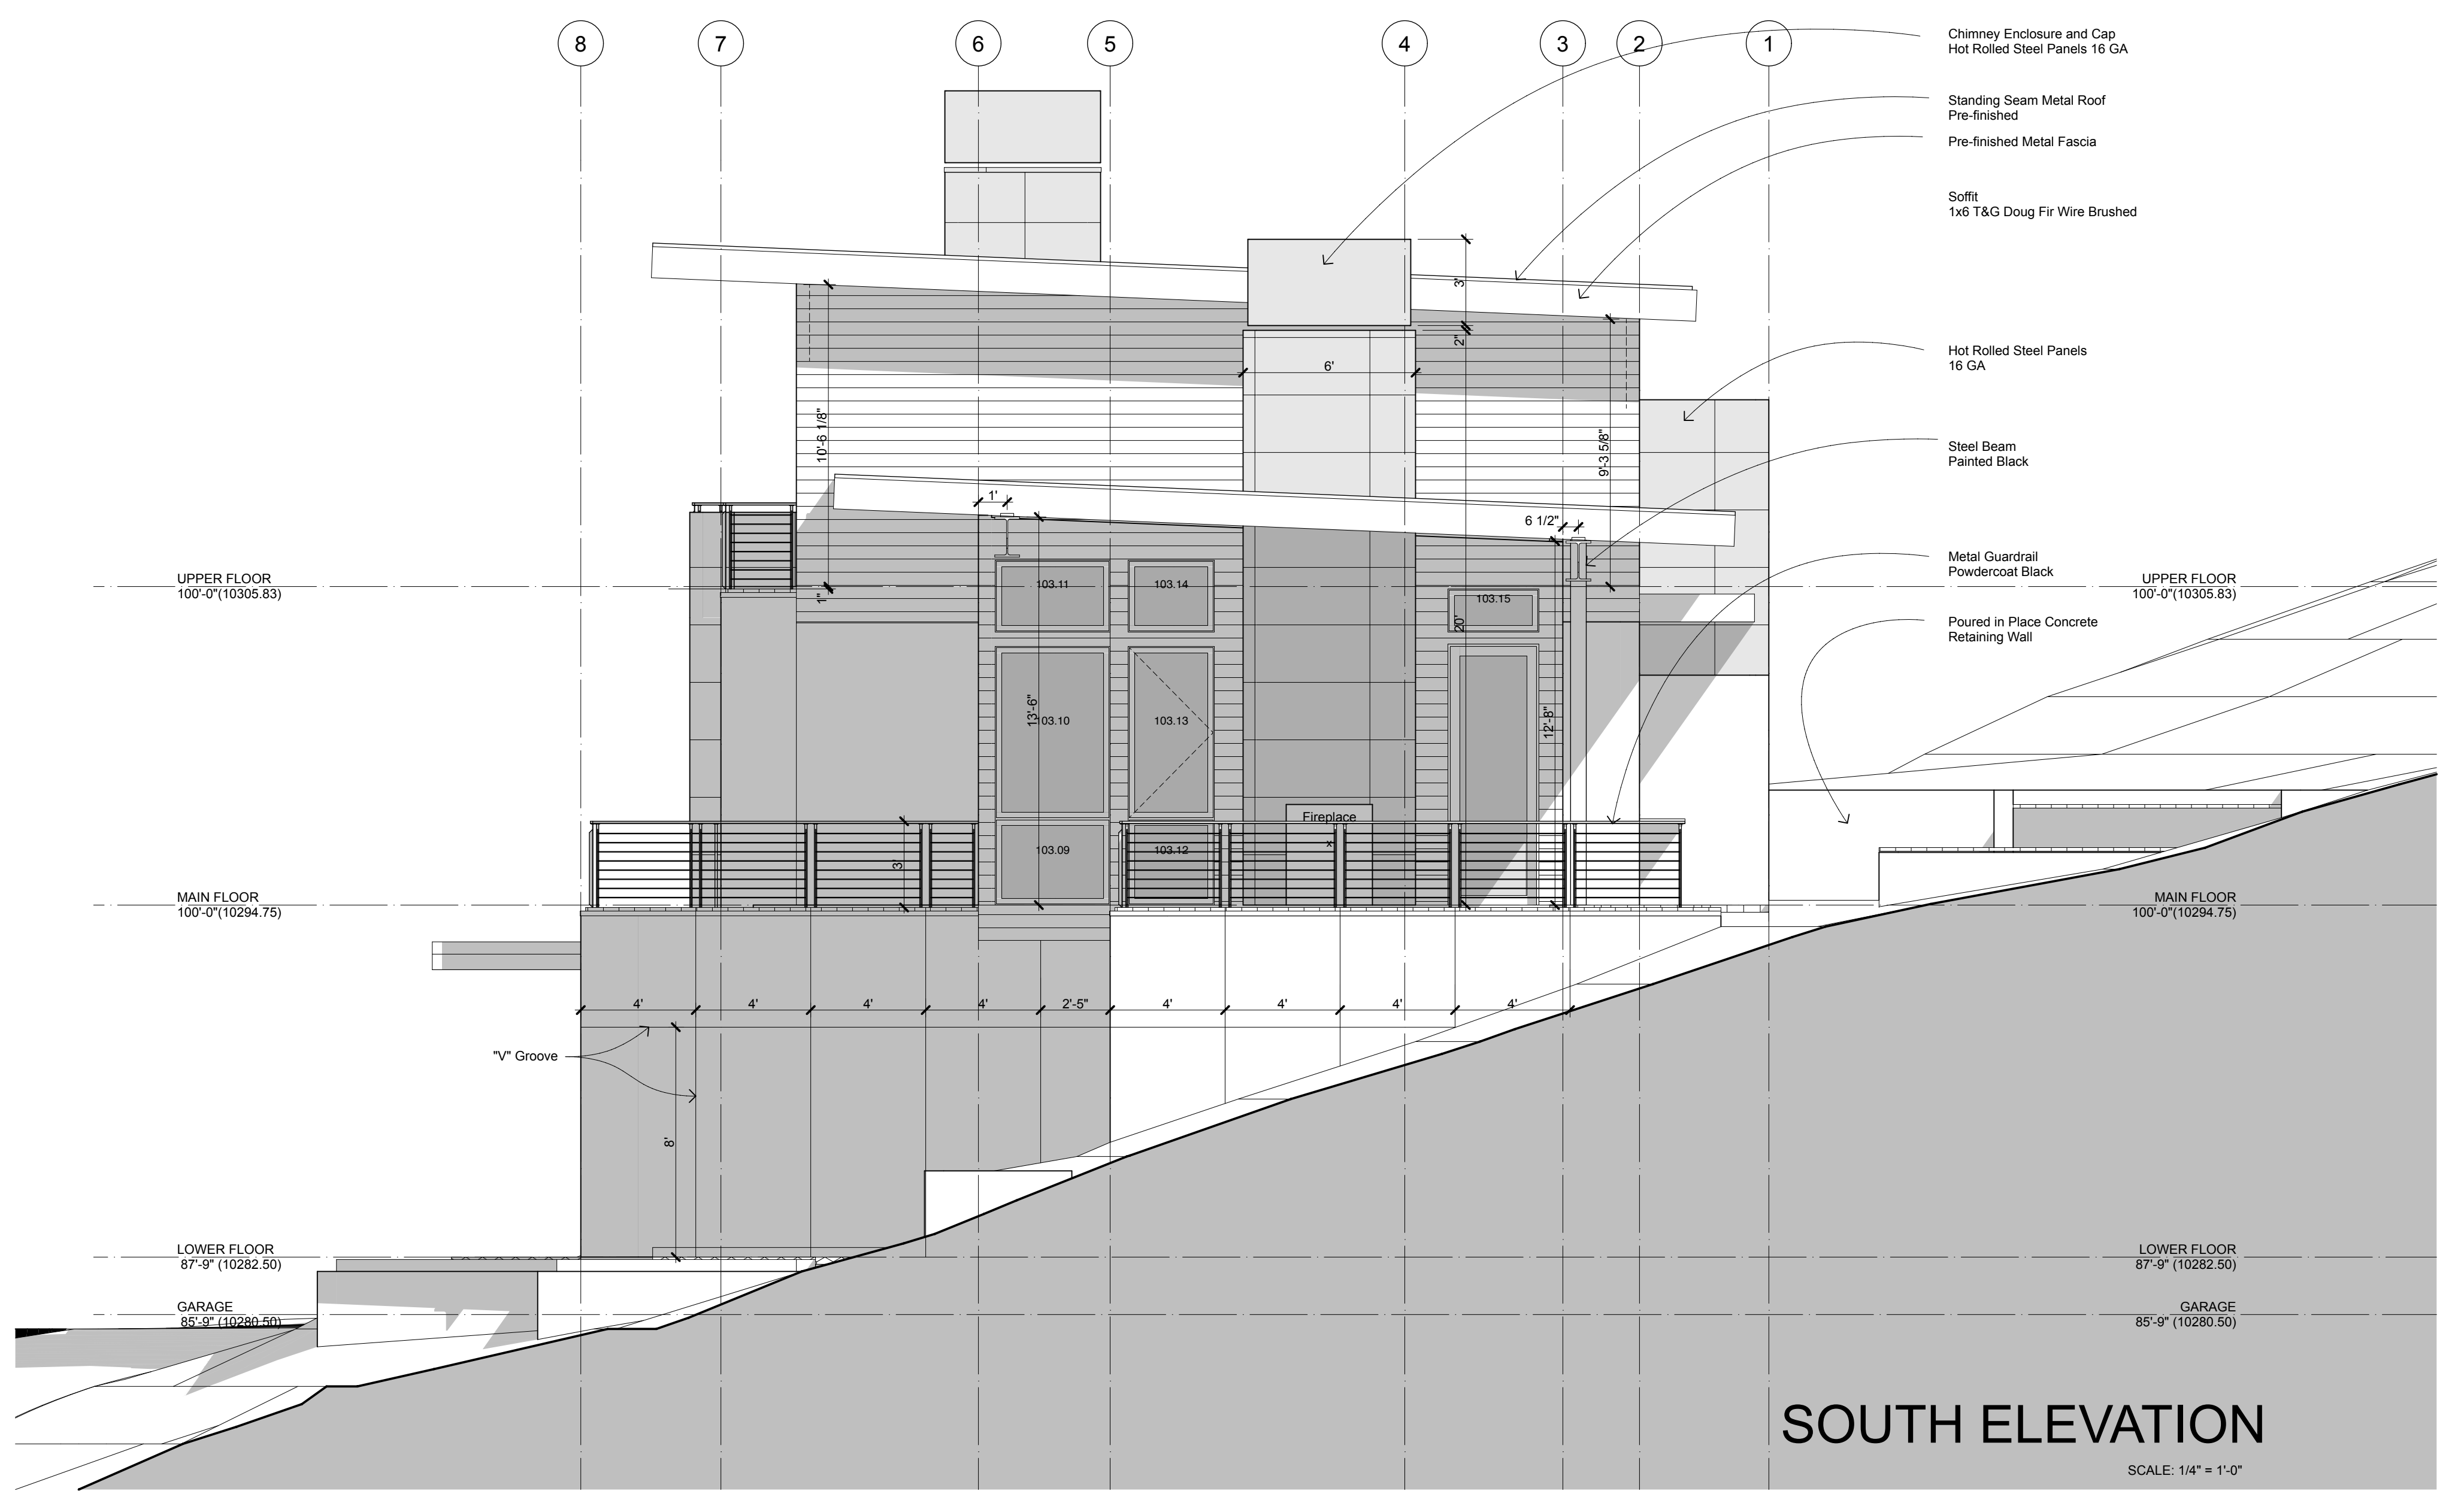 8
7
6
5
4
3
2
1
Chimney Enclosure and Cap
Hot Rolled Steel Panels 16 GA
Standing Seam Metal Roof
Pre-finished
Pre-finished Metal Fascia
Soffit
1x6 T&G Doug Fir Wire Brushed
3'
2"
6'
Hot Rolled Steel Panels
16 GA
10'-6 1/8"
9'-3 5/8"
Steel Beam
Painted Black
1'
6 1/2"
Metal Guardrail
Powdercoat Black
UPPER FLOOR
100'-0"(10305.83)
1"
103.11
103.14
103.15
20'
UPPER FLOOR
100'-0"(10305.83)
Poured in Place Concrete
Retaining Wall
13'-6"
103.10
103.13
12'-8"
Fireplace
x
3'
103.09
103.12
MAIN FLOOR
100'-0"(10294.75)
MAIN FLOOR
100'-0"(10294.75)
4'
4'
4'
4'
2'-5"
4'
4'
4'
4'
"V" Groove
8'
LOWER FLOOR
87'-9" (10282.50)
LOWER FLOOR
87'-9" (10282.50)
GARAGE
85'-9" (10280.50)
GARAGE
85'-9" (10280.50)
SOUTH ELEVATION
SCALE: 1/4" = 1'-0"